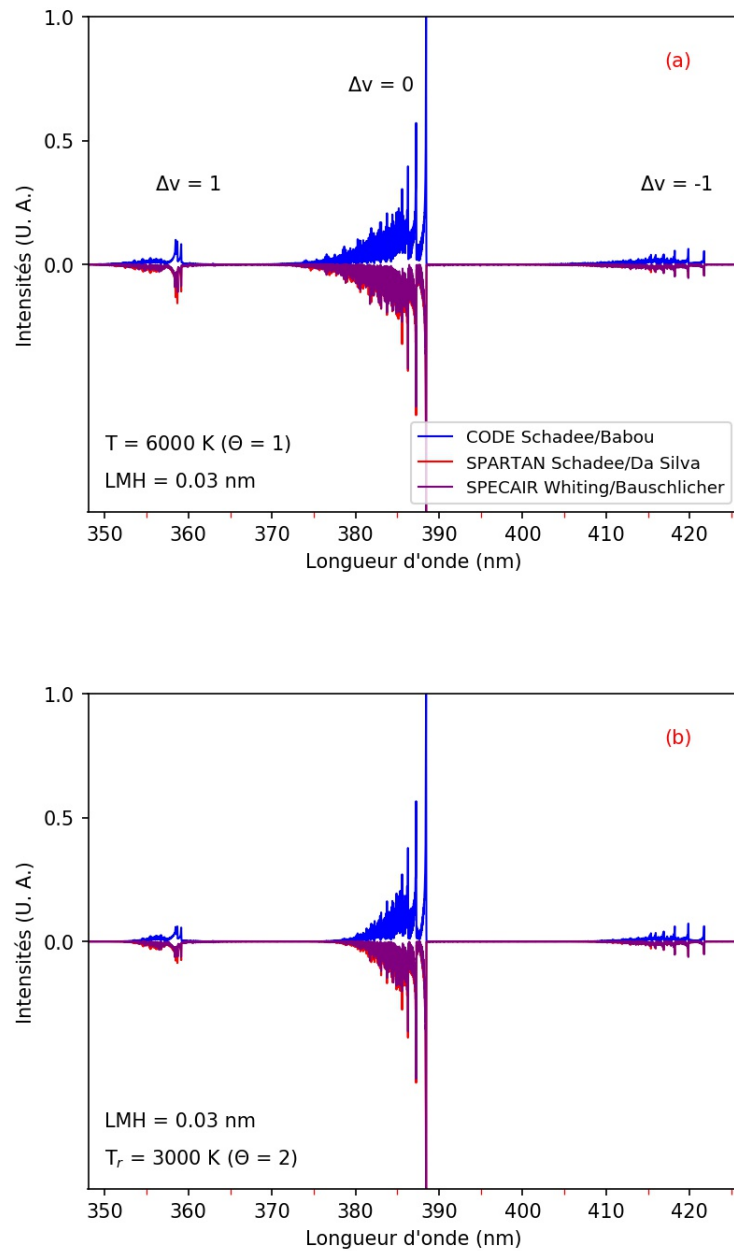 1.0
(a)
Δv = 0
0.5
Δv = 1
Δv = -1
0.0
Intensités (U. A.)
T = 6000 K (Θ = 1)
LMH = 0.03 nm
CODE Schadee/Babou
SPARTAN Schadee/Da Silva
SPECAIR Whiting/Bauschlicher
350 360 370 380 390 400 410 420
Longueur d'onde (nm)
1.0
(b)
0.5
0.0
Intensités (U. A.)
LMH = 0.03 nm
Tᵣ = 3000 K (Θ = 2)
350 360 370 380 390 400 410 420
Longueur d'onde (nm)